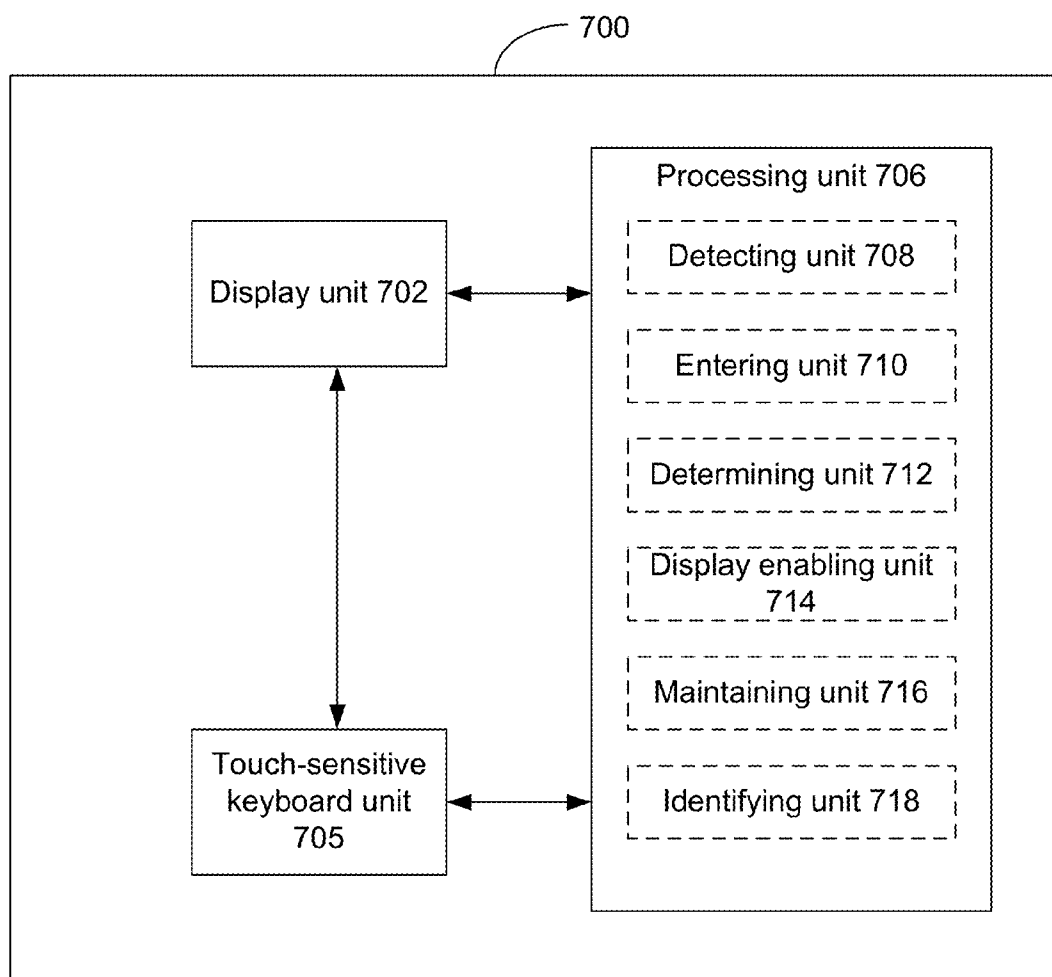 700
Processing unit 706
Detecting unit 708
Display unit 702
Entering unit 710
Determining unit 712
Display enabling unit
714
Maintaining unit 716
Touch-sensitive
keyboard unit
705
Identifying unit 718